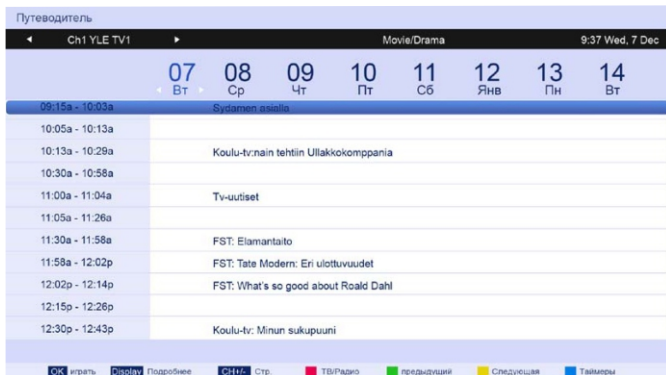 Путеводитель
Ch1 YLE TV1 Movie/Drama 9:37 Wed, 7 Dec
07 08 09 10 11 12 13 14
Вт Ср Чт Пт Сб Янв Пн Вт
09:15a - 10:03a Sydamen asialla
10:05a - 10:13a
10:13a - 10:29a Koulu-tv:nain tehtiin Ullakkokomppania
10:30a - 10:58a
11:00a - 11:04a Tv-uutiset
11:05a - 11:26a
11:30a - 11:58a FST: Elamantaito
11:58a - 12:02p FST: Tate Modern: Eri ulottuvuudet
12:02p - 12:14p FST: What's so good about Roald Dahl
12:15p - 12:26p
12:30p - 12:43p Koulu-tv: Minun sukupuuni
OK играть Display Подробнее CH+/- Стр. ТВ/Радио предыдущий Следующая Таймеры